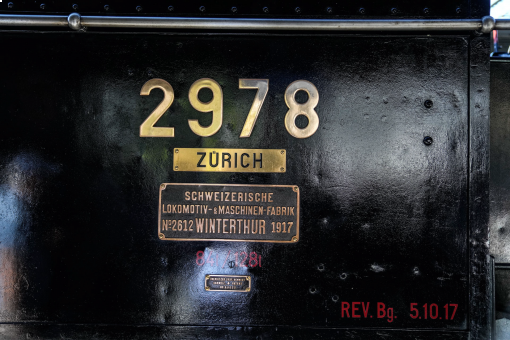 2978
ZÜRICH
SCHWEIZERISCHE
LOKOMOTIV- & MASCHINEN-FABRIK
Nº 2612 WINTERTHUR 1917
REV. Bg. 5.10.17